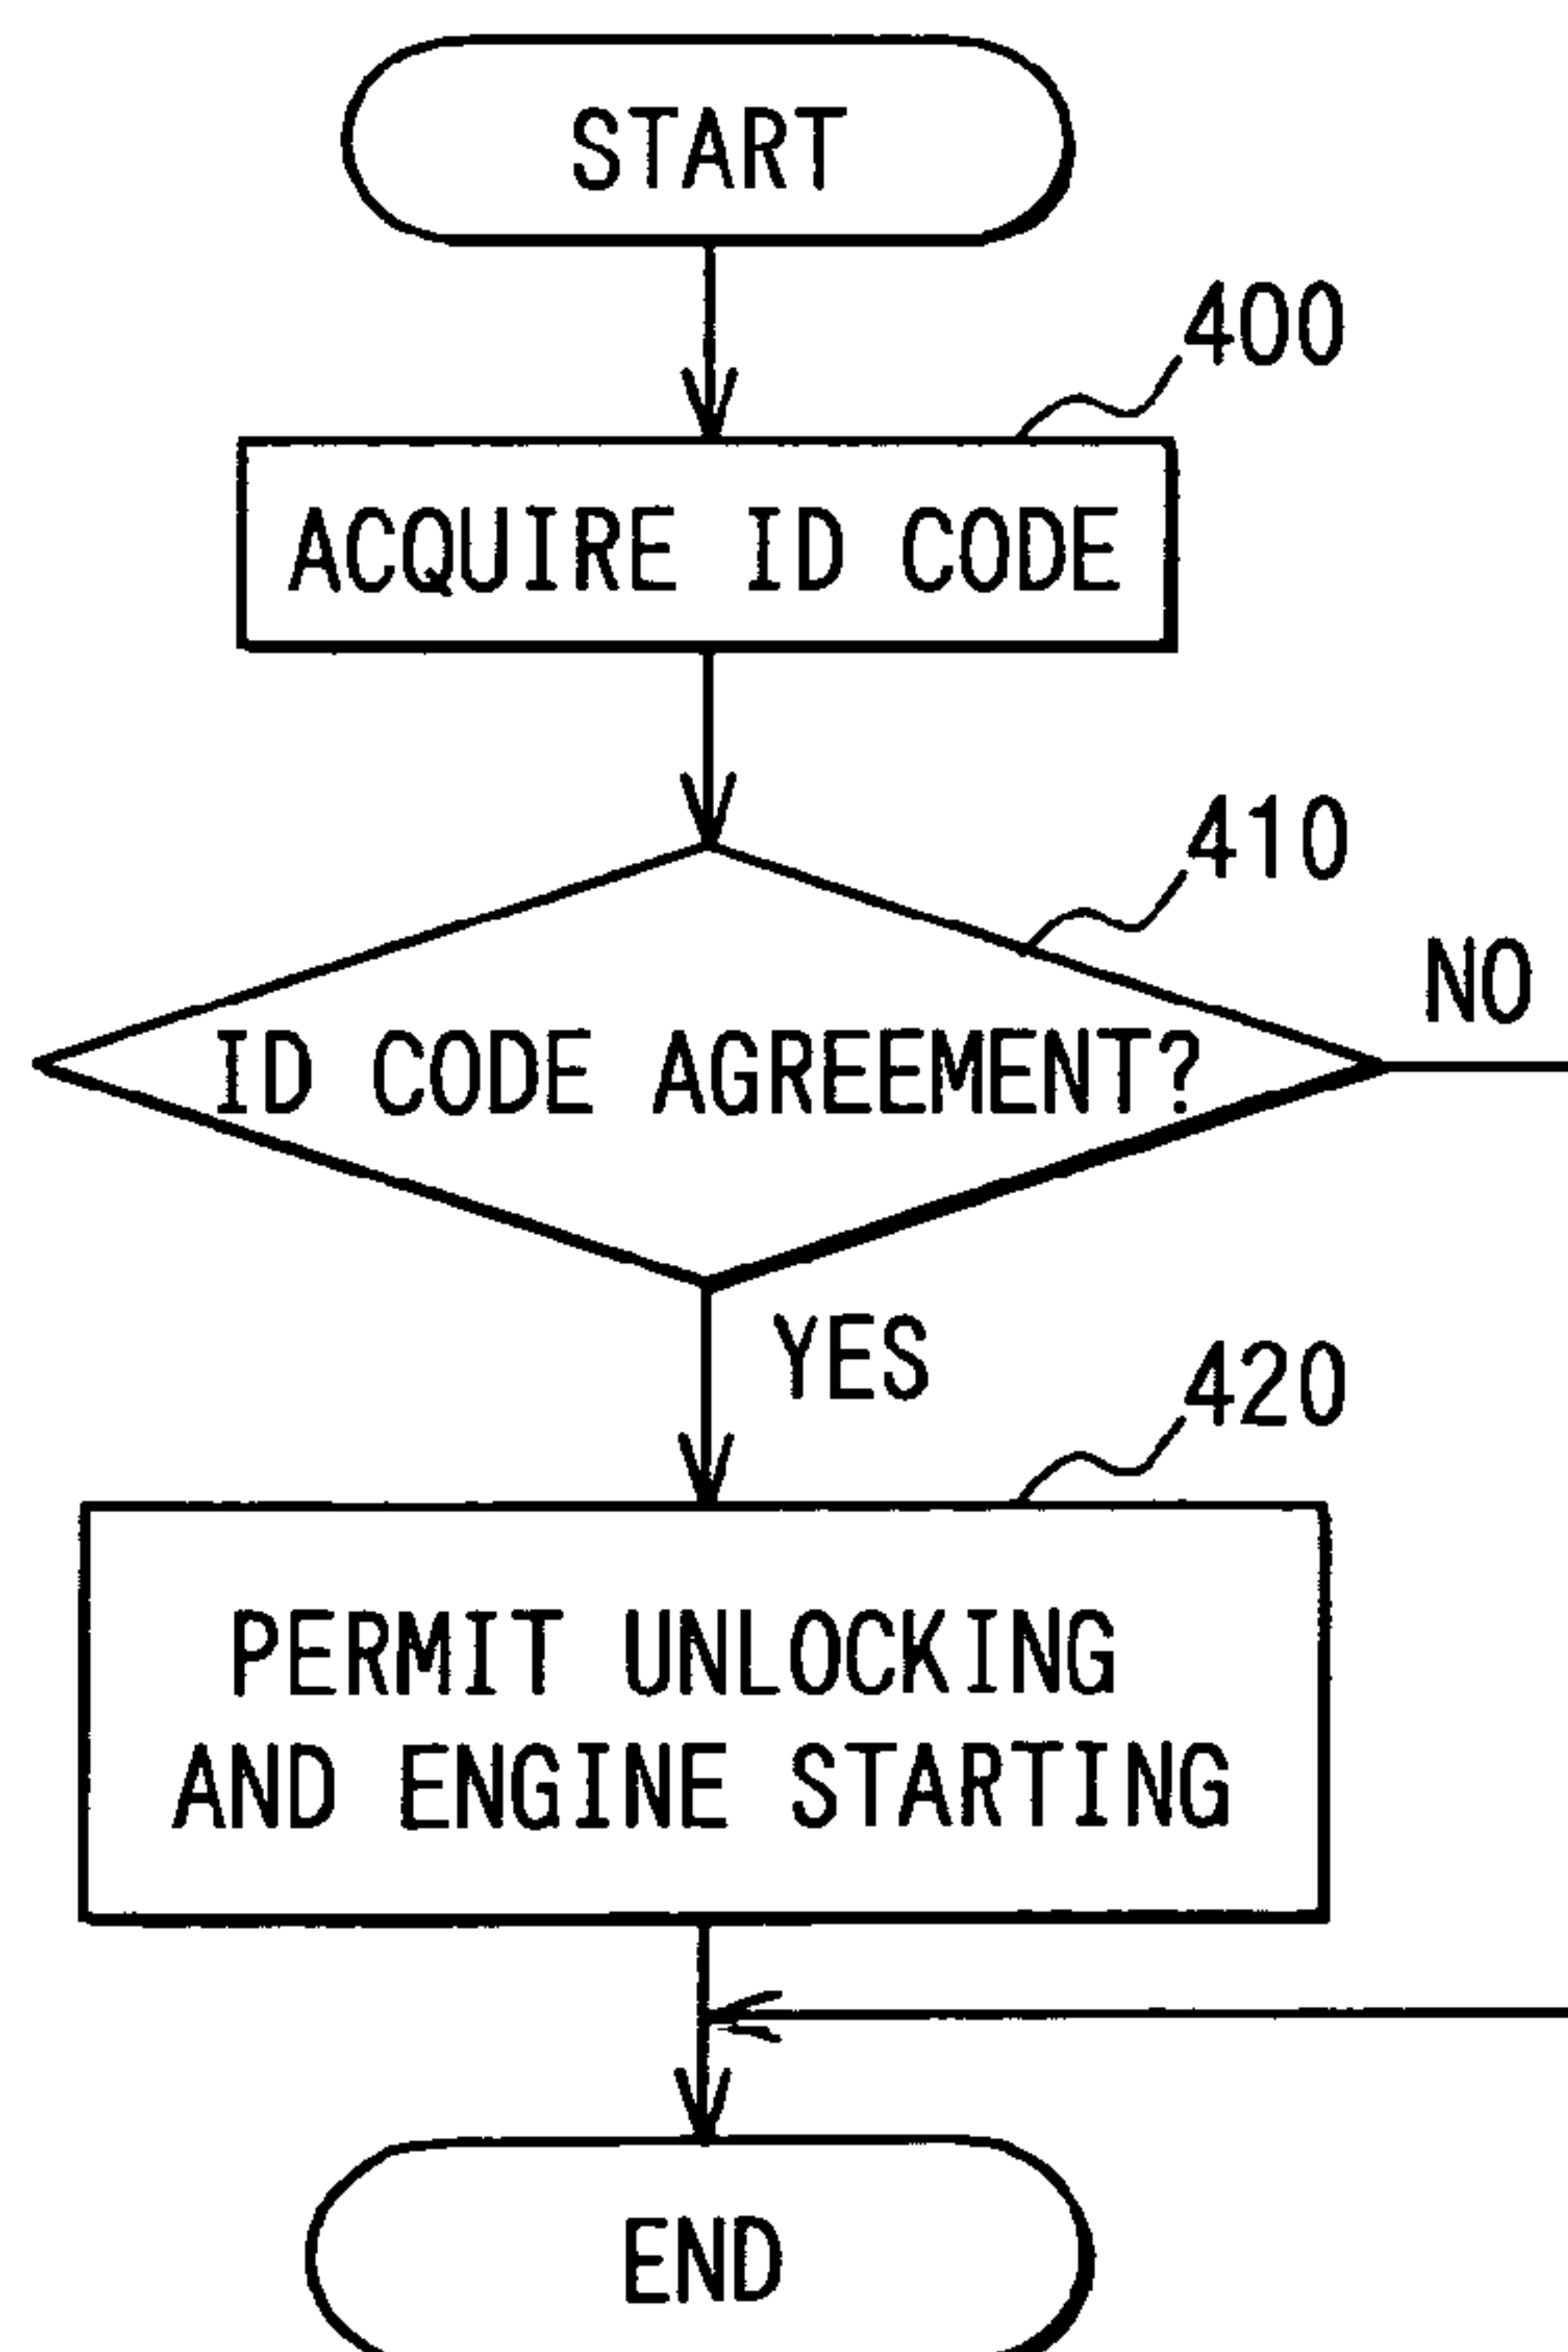 START
400
ACQUIRE ID CODE
410
NO
ID CODE AGREEMENT?
YES
420
PERMIT UNLOCKING
AND ENGINE STARTING
END